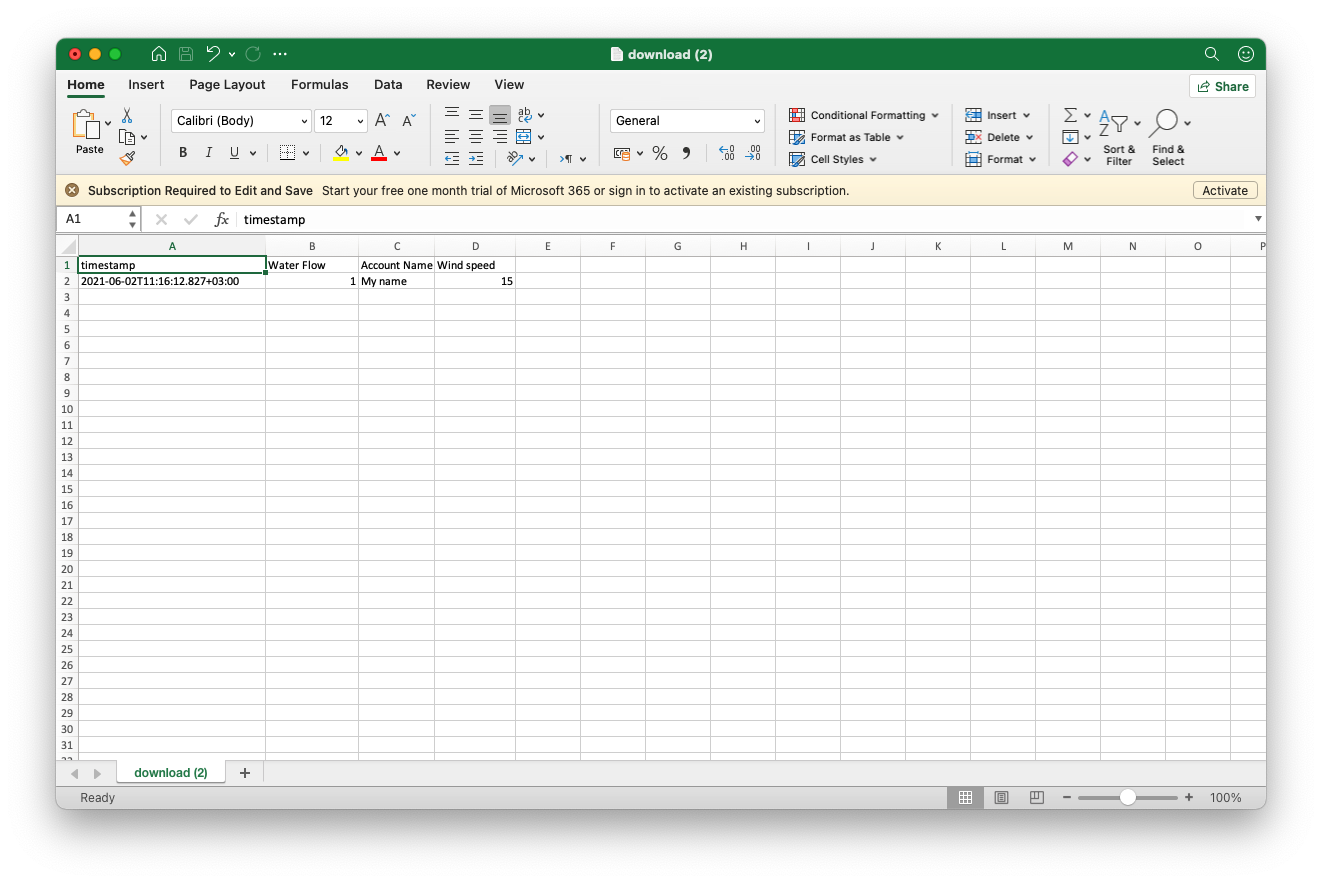 download (2)
Home Insert Page Layout Formulas Data Review View Share
Paste
Calibri (Body) 12
B I U A
ab
General
% .00 .00
Conditional Formatting
Format as Table
Cell Styles
Insert
Delete
Format
Sort & Filter
Find & Select
Subscription Required to Edit and Save Start your free one month trial of Microsoft 365 or sign in to activate an existing subscription. Activate
A1 fx timestamp
A B C D E F G H I J K L M N O P
1 timestamp Water Flow Account Name Wind speed
2 2021-06-02T11:16:12.827+03:00 1 My name 15
3
4
5
6
7
8
9
10
11
12
13
14
15
16
17
18
19
20
21
22
23
24
25
26
27
28
29
30
31
download (2) +
Ready 100%